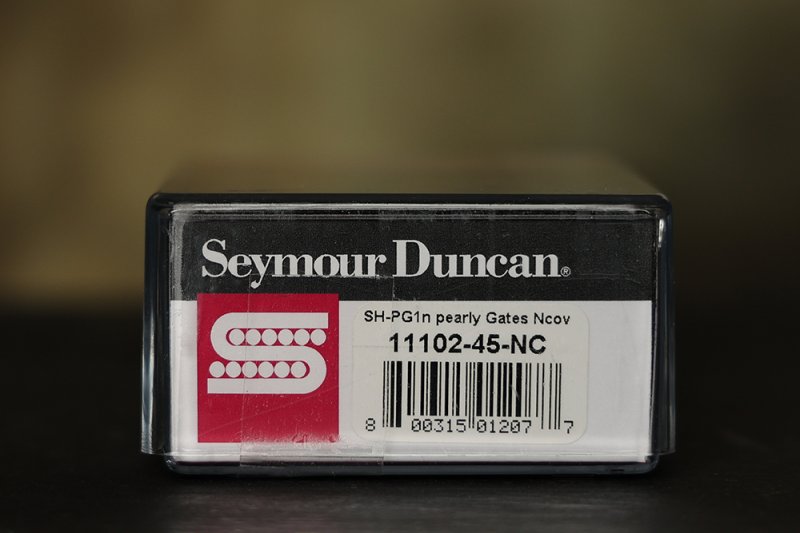 Seymour Duncan®
SH-PG1n pearly Gates Ncov
11102-45-NC
8 00315 01207 7